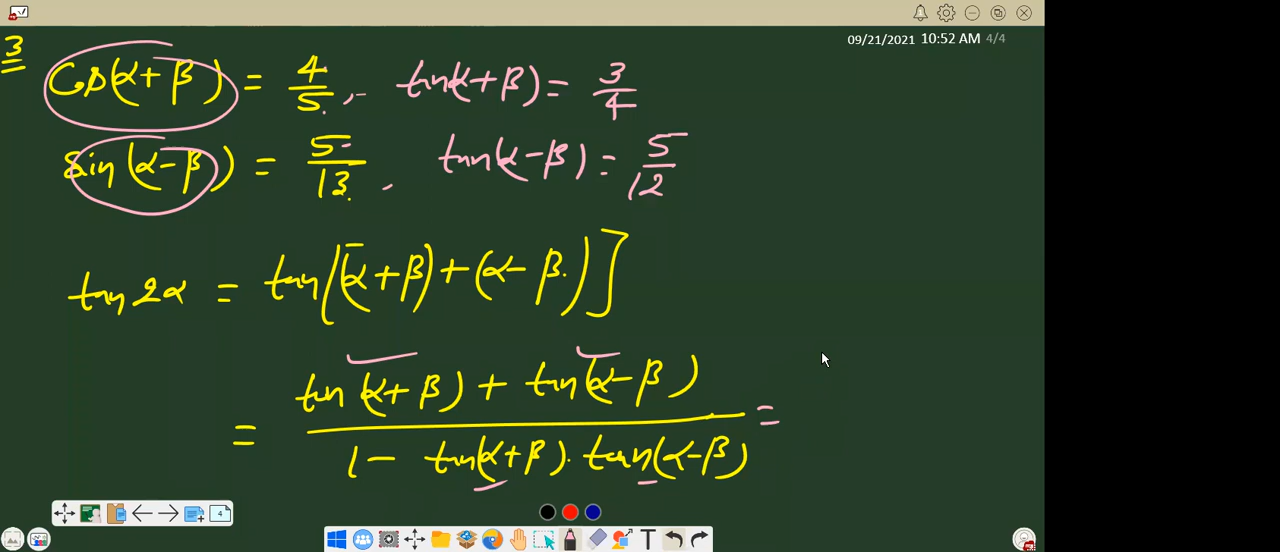 09/21/2021 10:52 AM 4/4
3
Cos(α+β) = 4/5, tan(α+β) = 3/4
Sin(α-β) = 5/13, tan(α-β) = 5/12
tan 2α = tan[(α+β)+(α-β)]
= tan(α+β) + tan(α-β) / 1 - tan(α+β). tan(α-β) =
4
T